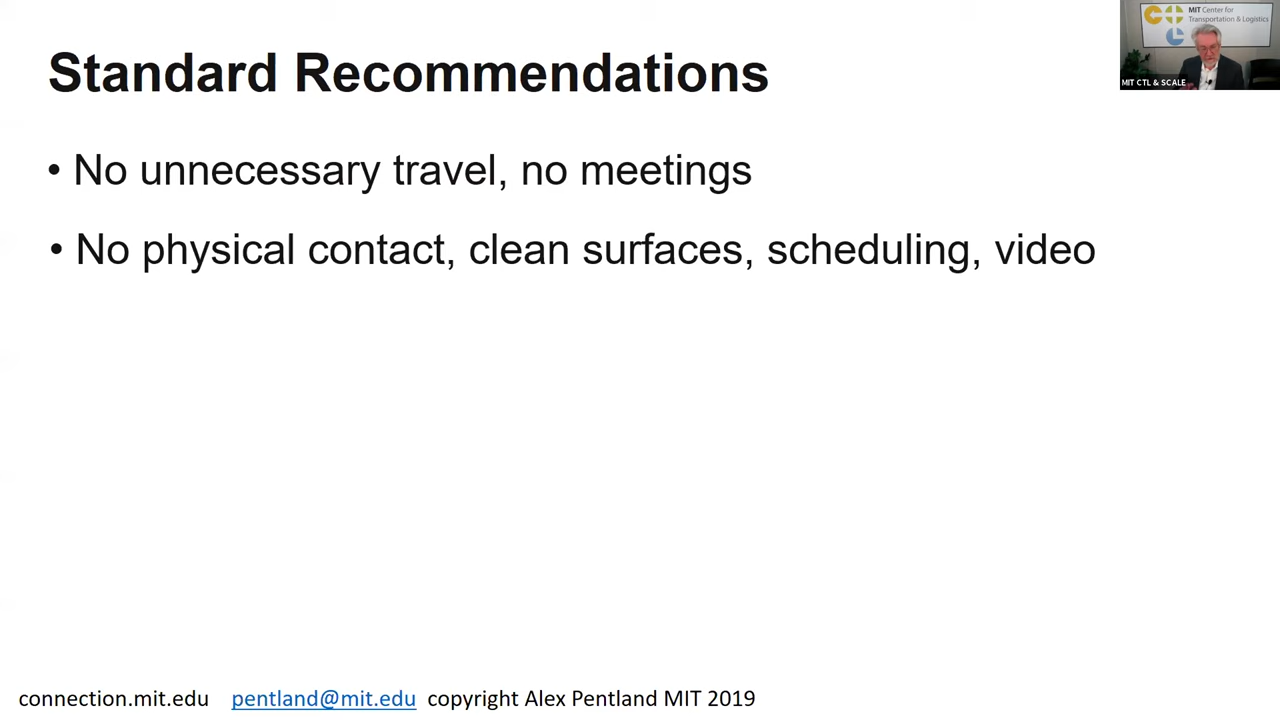 MIT Center for
Transportation & Logistics
MIT CTL & SCALE
Standard Recommendations
• No unnecessary travel, no meetings
• No physical contact, clean surfaces, scheduling, video
connection.mit.edu pentland@mit.edu copyright Alex Pentland MIT 2019